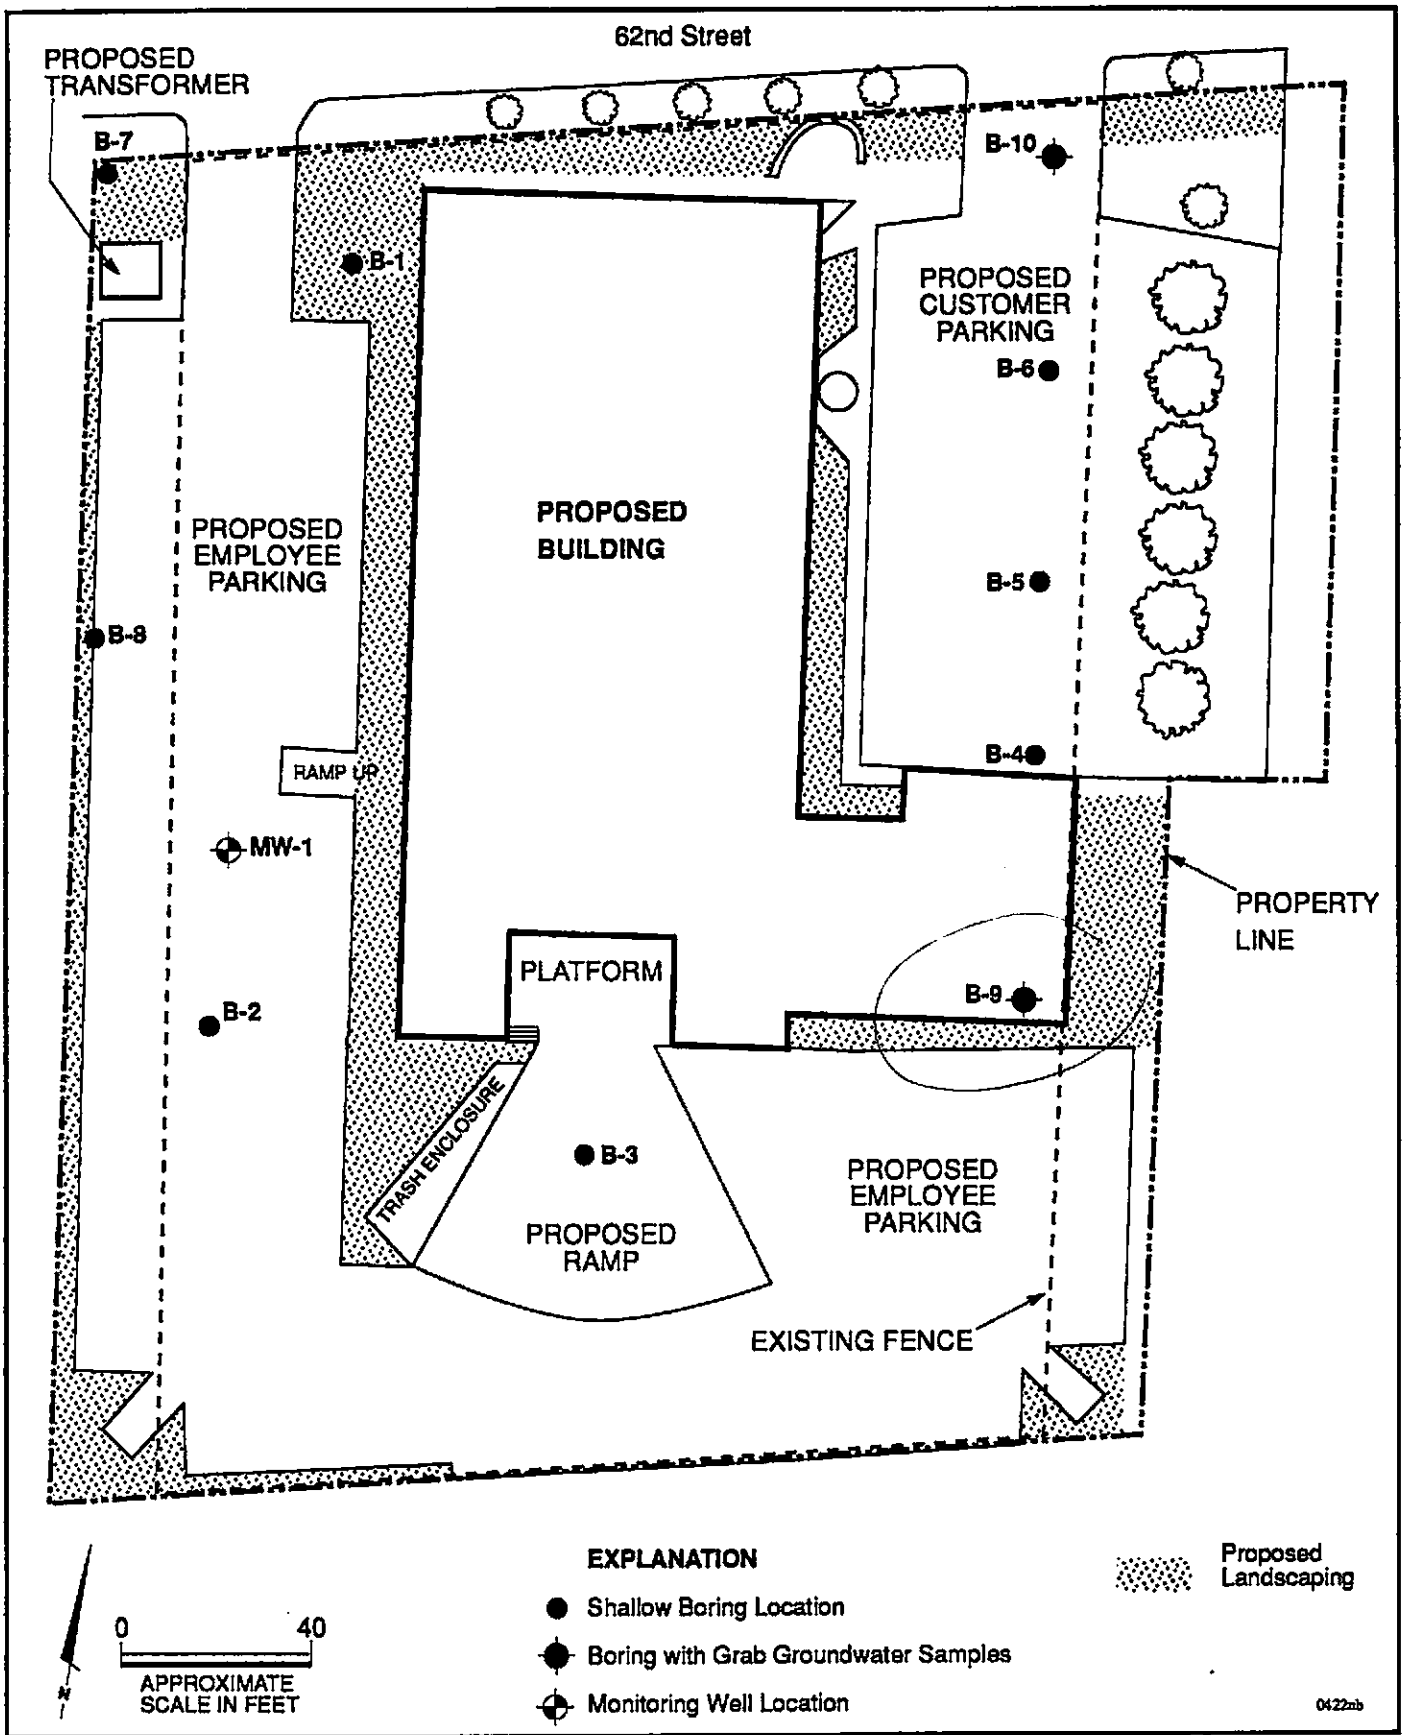 62nd Street
PROPOSED
TRANSFORMER
B-7
B-10
B-1
PROPOSED
CUSTOMER
PARKING
B-6
PROPOSED
BUILDING
PROPOSED
EMPLOYEE
PARKING
B-5
B-8
B-4
RAMP UP
MW-1
PROPERTY
LINE
PLATFORM
B-9
B-2
TRASH ENCLOSURE
B-3
PROPOSED
EMPLOYEE
PARKING
PROPOSED
RAMP
EXISTING FENCE
EXPLANATION
Proposed
Landscaping
Shallow Boring Location
0 40
Boring with Grab Groundwater Samples
APPROXIMATE
SCALE IN FEET
N
Monitoring Well Location
0422nb